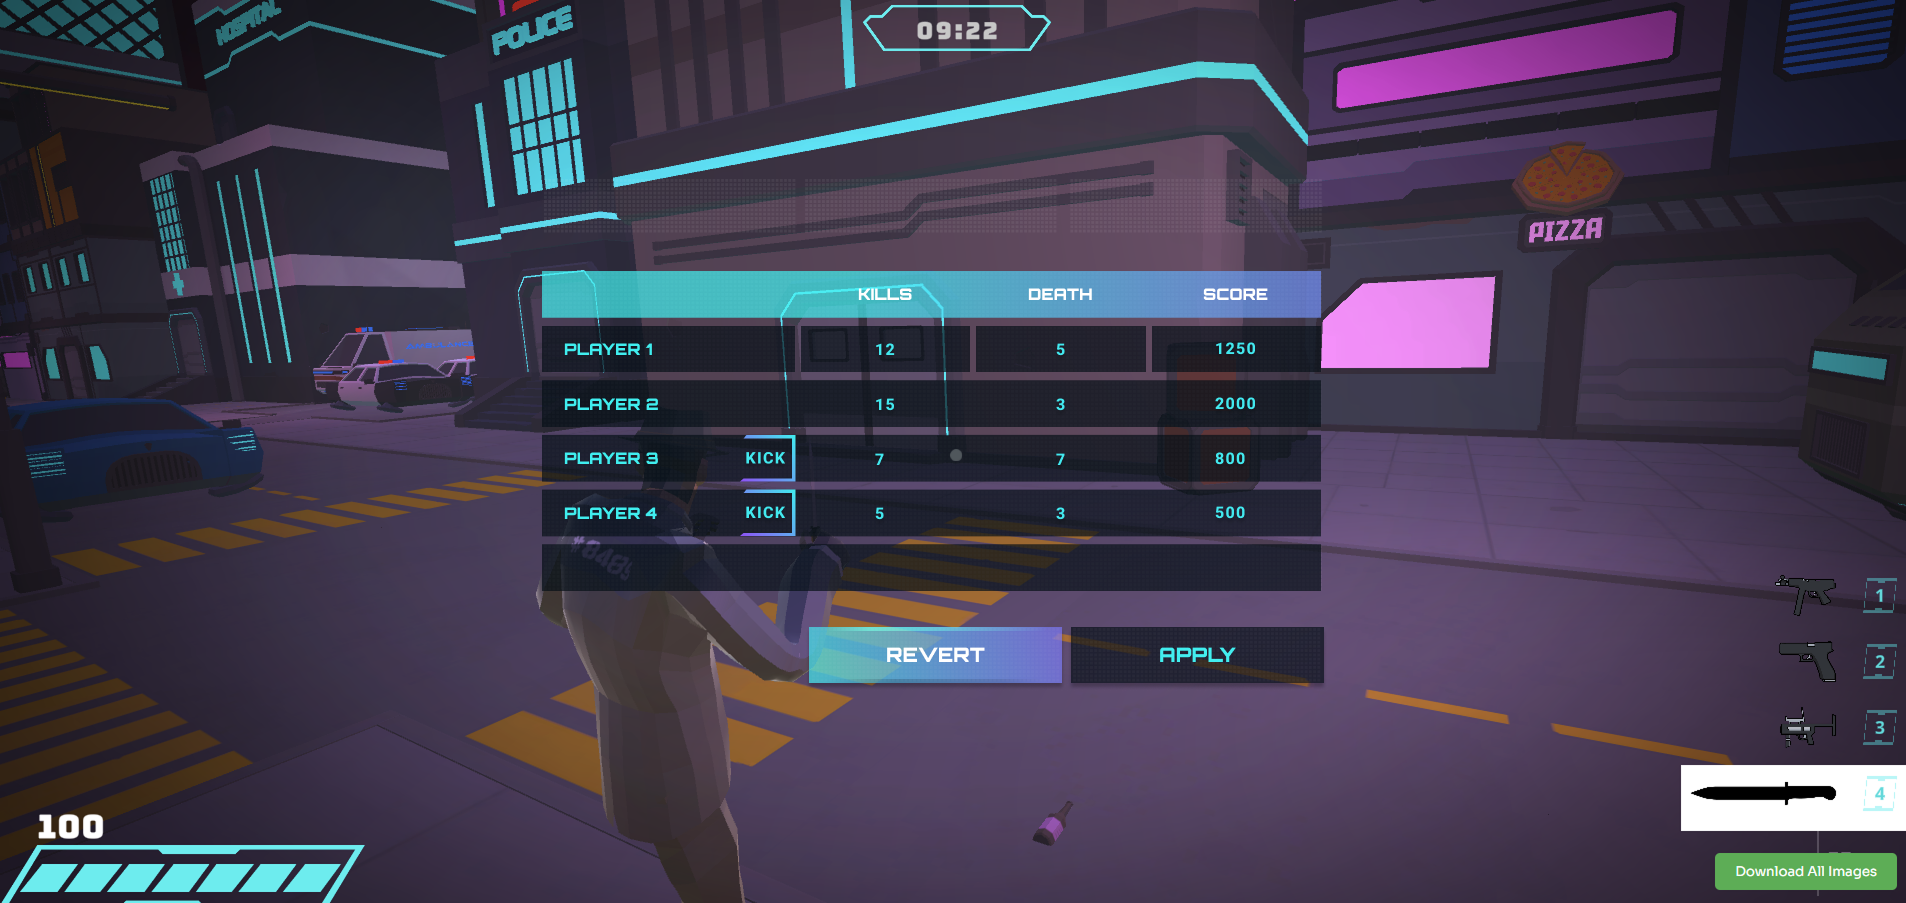 HOSPITAL
POLICE
09:22
PIZZA
KILLS DEATH SCORE
PLAYER 1 12 5 1250
PLAYER 2 15 3 2000
PLAYER 3 KICK 7 7 800
PLAYER 4 KICK 5 3 500
REVERT APPLY
1
2
3
4
100
Download All Images